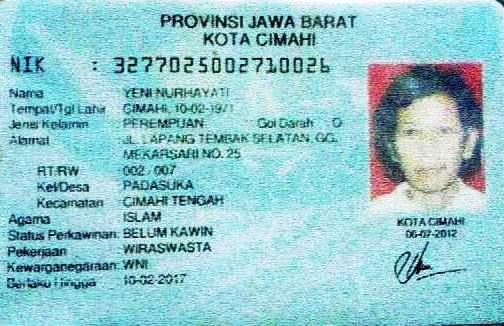 PROVINSI JAWA BARAT
KOTA CIMAHI
NIK : 3277025002710026
Nama YENI NURHAYATI
Tempat/Tgl Lahir CIMAHI, 10-02-1971
Jenis Kelamin PEREMPUAN Gol Darah : O
Alamat JL. LAPANG TEMBAK SELATAN, GG.
MEKARSARI NO. 25
RT/RW 002 / 007
Kel/Desa PADASUKA
Kecamatan CIMAHI TENGAH
Agama ISLAM
Status Perkawinan: BELUM KAWIN
Pekerjaan WIRASWASTA
Kewarganegaraan: WNI
Berlaku Hingga 10-02-2017
KOTA CIMAHI
06-07-2012